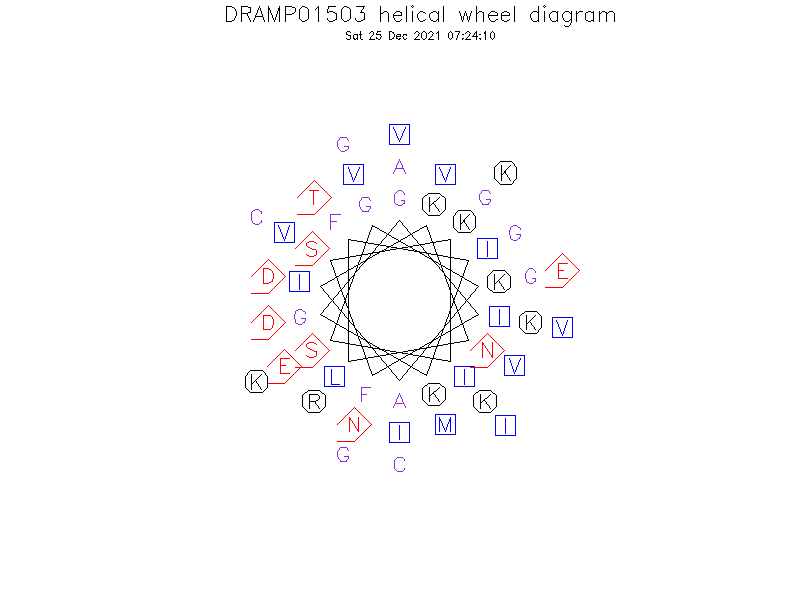 DRAMP01503 helical wheel diagram
Sat 25 Dec 2021 07:24:10
V
G
A
V V K
T G G K G
C F K
V S I G
D I K G E
G I K V
D
S N
E L I V
K R F A K K
N I M I
G C